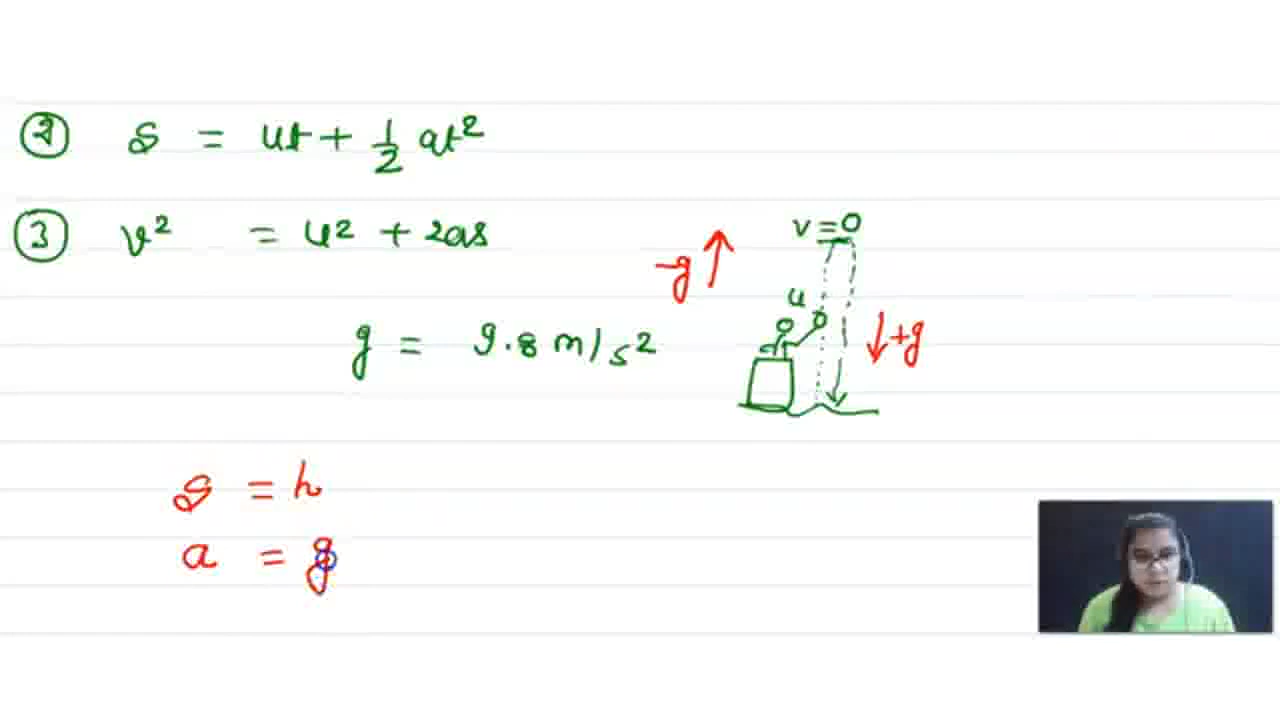 ② s = ut + 1/2 at²
③ v² = u² + 2as
v = 0
-g ↑
u
g = 9.8 m/s²
↓ +g
s = h
a = g